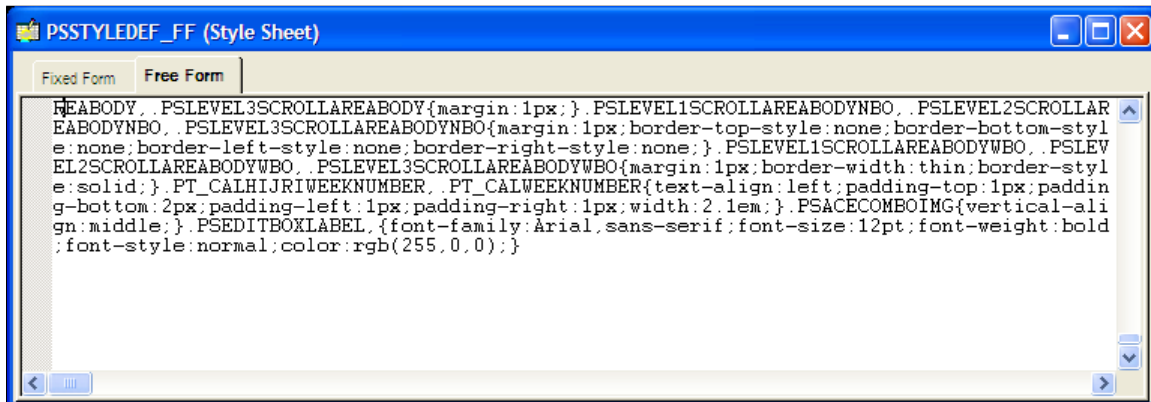 PSSTYLEDEF_FF (Style Sheet)
Fixed Form Free Form
REABODY,.PSLEVEL3SCROLLAREABODY{margin:1px;}.PSLEVEL1SCROLLAREABODYNBO,.PSLEVEL2SCROLLAR
EABODYNBO,.PSLEVEL3SCROLLAREABODYNBO{margin:1px;border-top-style:none;border-bottom-styl
e:none;border-left-style:none;border-right-style:none;}.PSLEVEL1SCROLLAREABODYWBO,.PSLEV
EL2SCROLLAREABODYWBO,.PSLEVEL3SCROLLAREABODYWBO{margin:1px;border-width:thin;border-styl
e:solid;}.PT_CALHIJRIWEEKNUMBER,.PT_CALWEEKNUMBER{text-align:left;padding-top:1px;paddin
g-bottom:2px;padding-left:1px;padding-right:1px;width:2.1em;}.PSACECOMBOIMG{vertical-ali
gn:middle;}.PSEDITBOXLABEL,{font-family:Arial,sans-serif;font-size:12pt;font-weight:bold
;font-style:normal;color:rgb(255,0,0);}